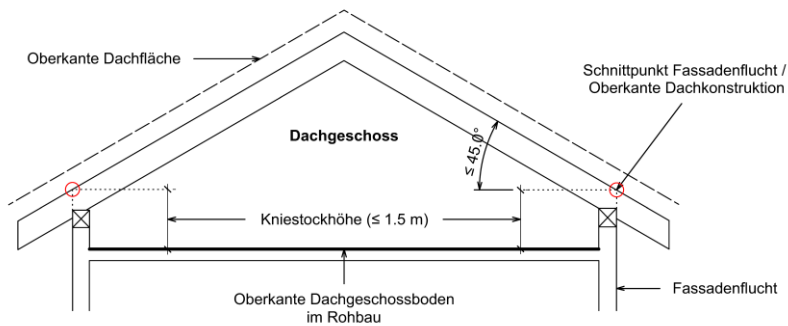 Oberkante Dachfläche
Schnittpunkt Fassadenflucht /
Oberkante Dachkonstruktion
Dachgeschoss
≤ 45.0°
Kniestockhöhe (≤ 1.5 m)
Oberkante Dachgeschossboden
im Rohbau
Fassadenflucht